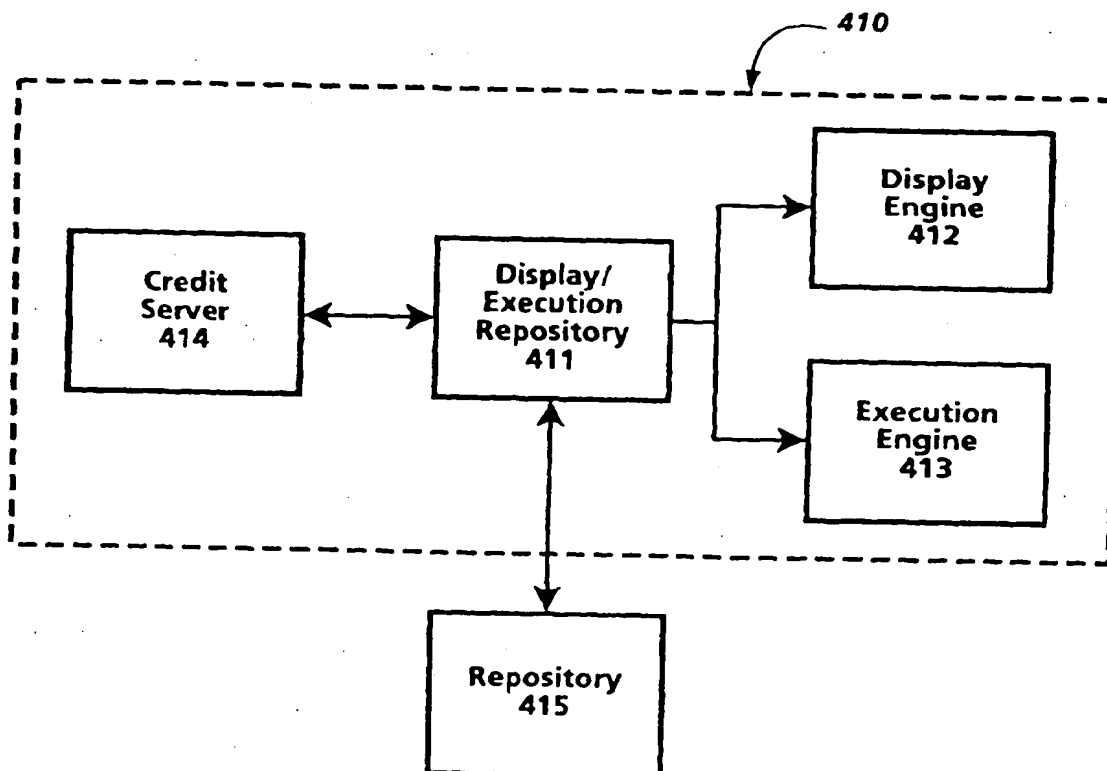 410
Display
Engine
412
Credit
Server
414
Display/
Execution
Repository
411
Execution
Engine
413
Repository
415